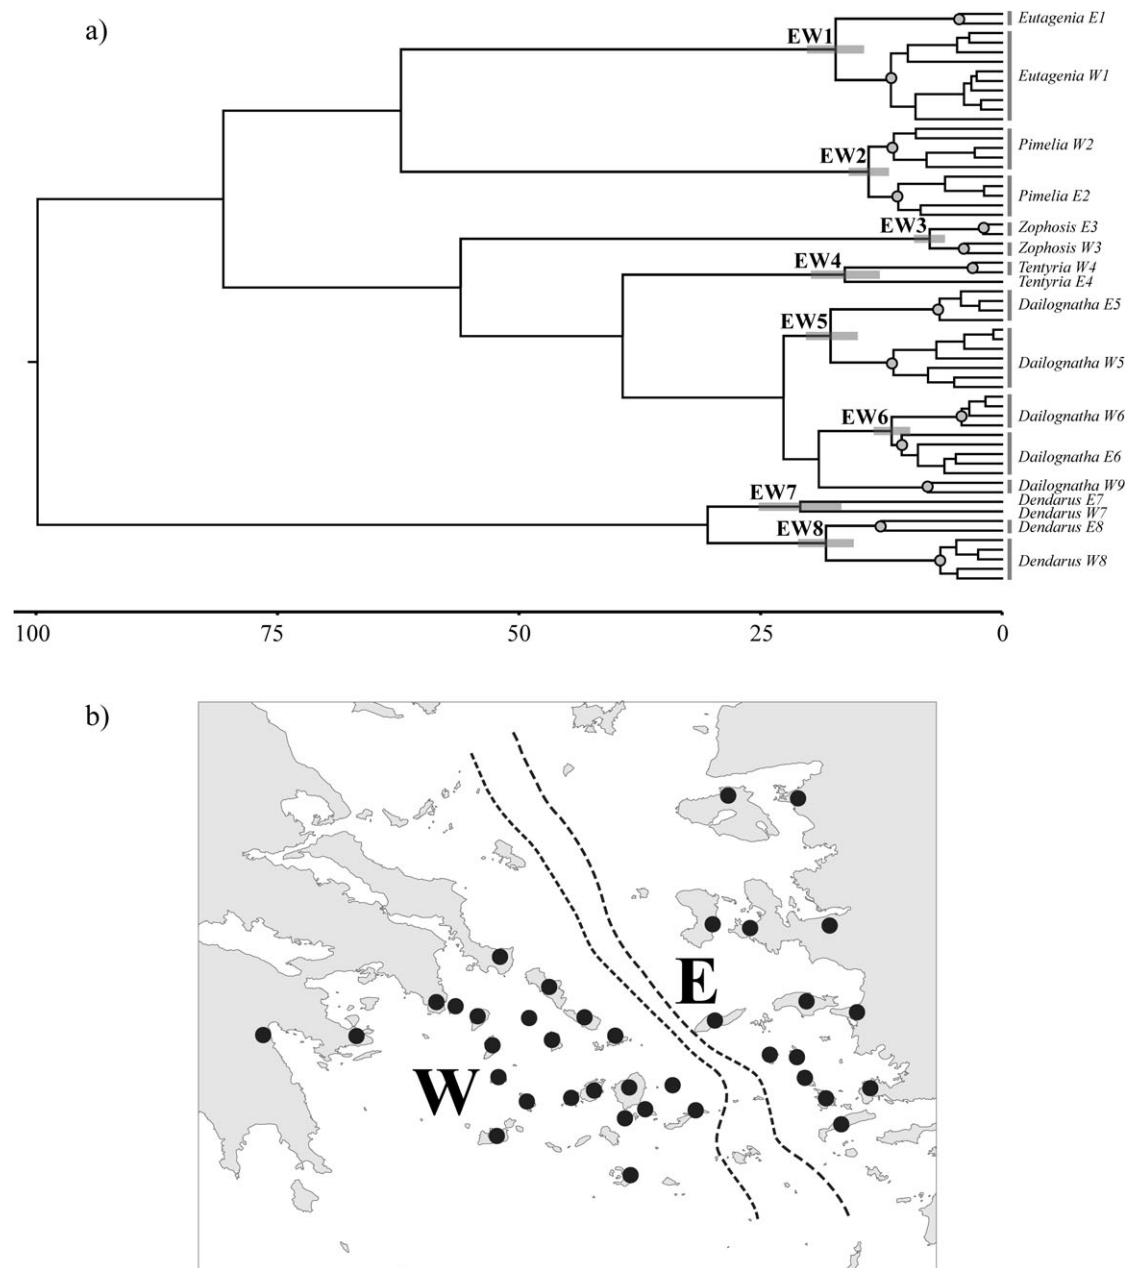 a)
Eutagenia E1
EW1
Eutagenia W1
Pimelia W2
EW2
Pimelia E2
EW3
Zophosis E3
Zophosis W3
EW4
Tentyria W4
Tentyria E4
Dailognatha E5
EW5
Dailognatha W5
Dailognatha W6
EW6
Dailognatha E6
Dailognatha W9
EW7
Dendarus E7
Dendarus W7
EW8
Dendarus E8
Dendarus W8
100 75 50 25 0
b)
E
W